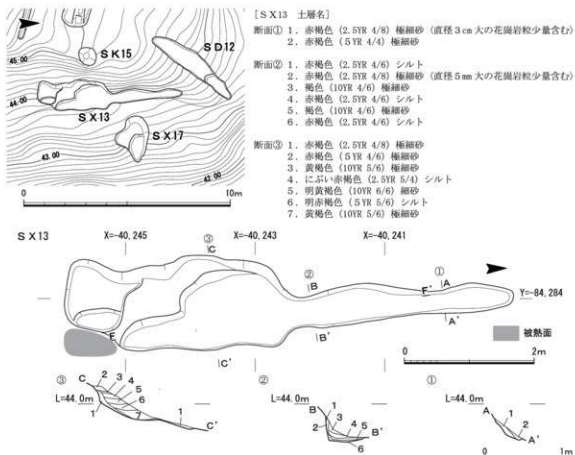 [SX13 土層名]
断面① 1．赤褐色 (2.5YR 4/8) 極細砂 (直径3cm大の花崗岩粒少量含む)
2．赤褐色 (5YR 4/4) 極細砂
断面② 1．赤褐色 (2.5YR 4/6) シルト
2．赤褐色 (2.5YR 4/8) 極細砂 (直径5mm大の花崗岩粒少量含む)
3．褐色 (10YR 4/6) 極細砂
4．赤褐色 (2.5YR 4/6) シルト
5．褐色 (10YR 4/6) 極細砂
6．赤褐色 (2.5YR 4/6) シルト
断面③ 1．赤褐色 (2.5YR 4/8) 極細砂
2．赤褐色 (5YR 4/6) 極細砂
3．黄褐色 (10YR 5/6) 極細砂
4．にぶい赤褐色 (2.5YR 5/4) シルト
5．明黄褐色 (10YR 6/6) 細砂
6．明赤褐色 (5YR 5/6) シルト
7．黄褐色 (10YR 5/6) 極細砂
SK15
SD12
45.00
44.00
SX13
SX17
43.00
42.00
0 10m
SX13
X=-40,245
X=-40,243
X=-40,241
③
C
②
B
①
A
F'
Y=-84,284
F
B'
A'
C'
被熱面
0 2m
③
C
2
3
4
5
6
L=44.0m
1
1
C'
②
L=44.0m
B
1
2
3
4
5
B'
6
①
L=44.0m
A
1
2
A'
0 1m